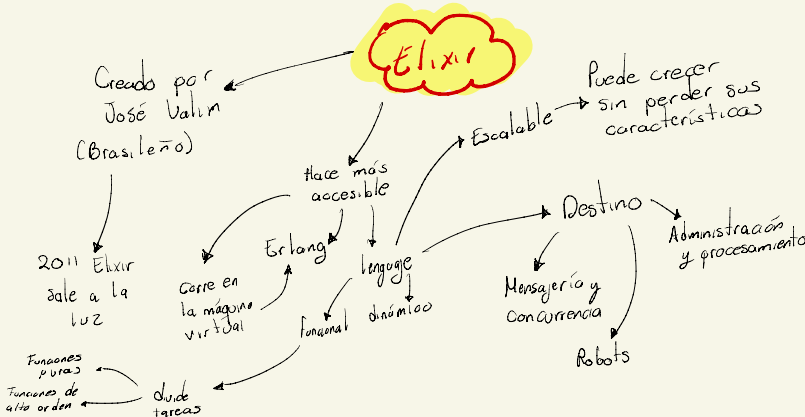 Elixir
Creado por
José Valim
(Brasileño)
2011 Elixir
sale a la
luz
Hace más
accesible
Erlang
Corre en
la máquina
virtual
lenguaje
funcional
dinámico
divide
tareas
Funciones
puras
Funciones de
alto orden
Escalable
Puede crecer
sin perder sus
características
Destino
Administración
y procesamiento
Mensajería y
concurrencia
Robots